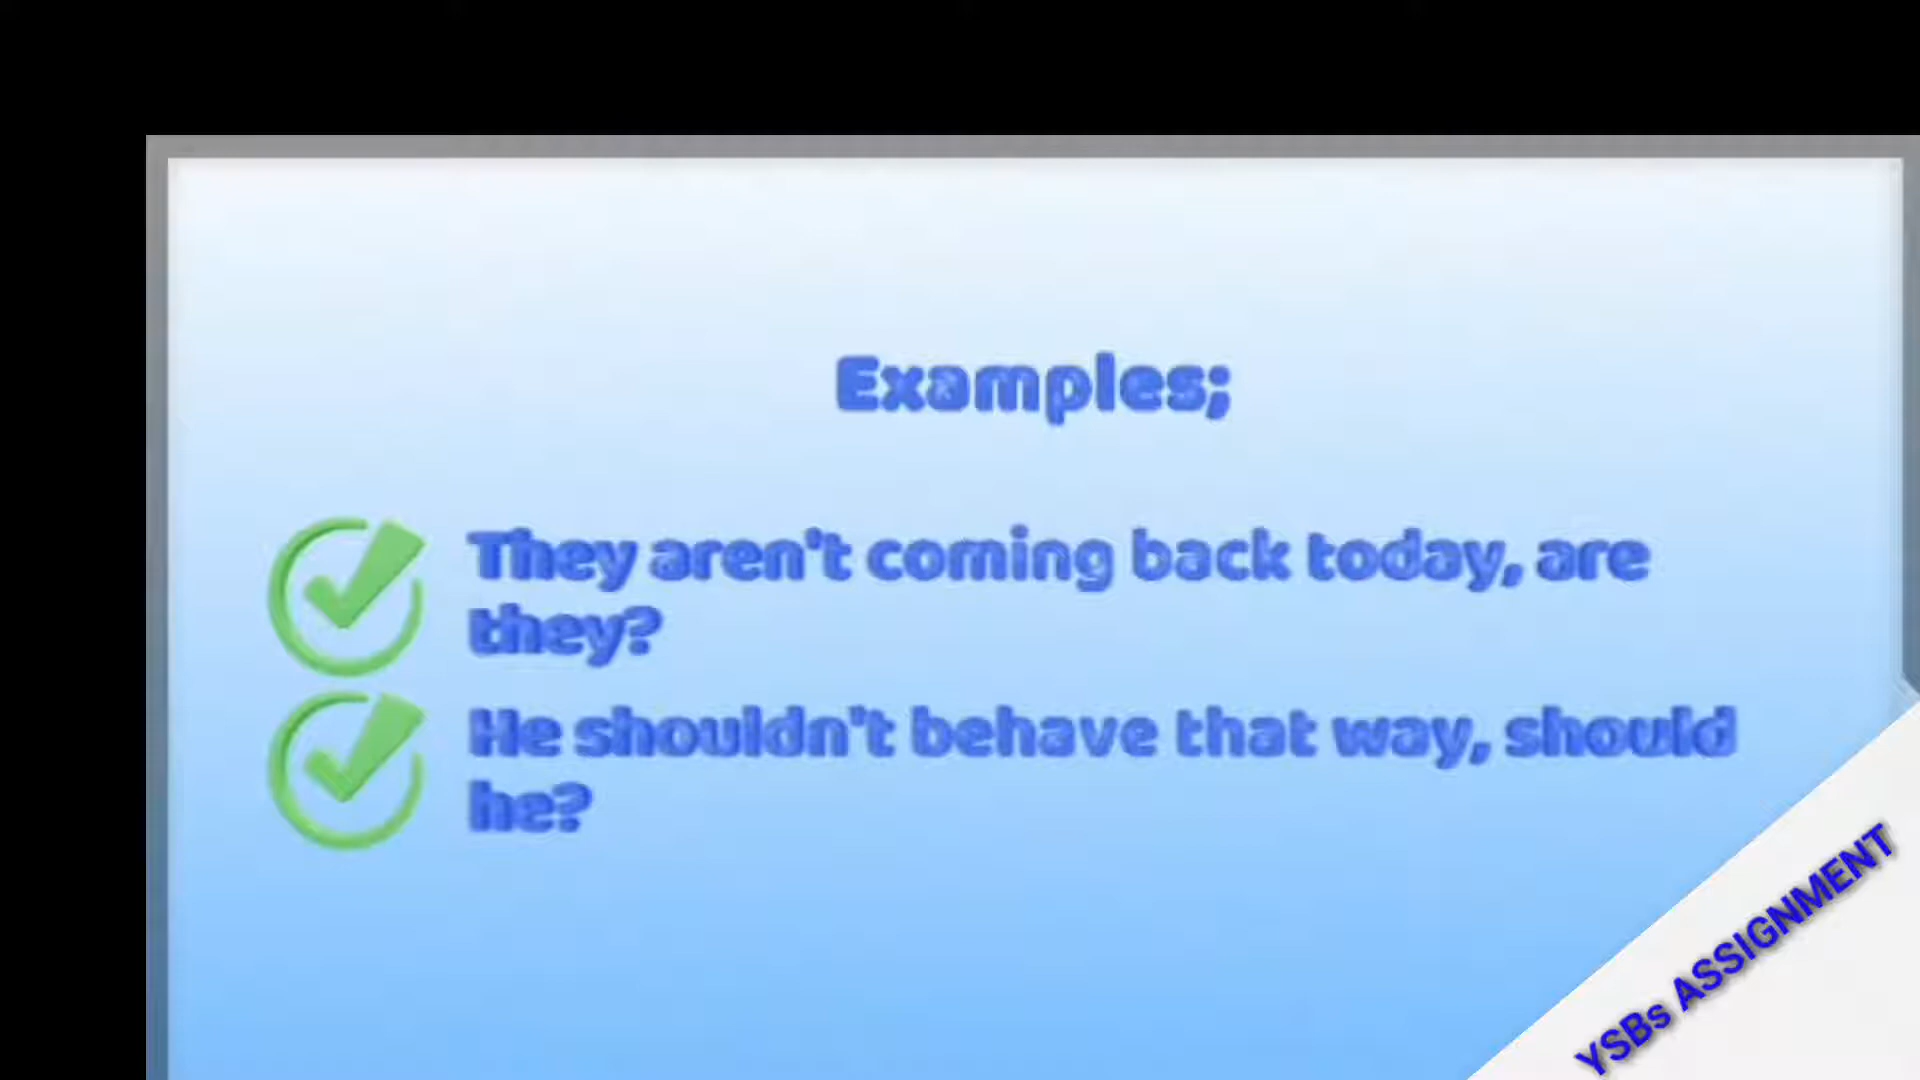 Examples;
They aren't coming back today, are
they?
He shouldn't behave that way, should
he?
YSBs ASSIGNMENT